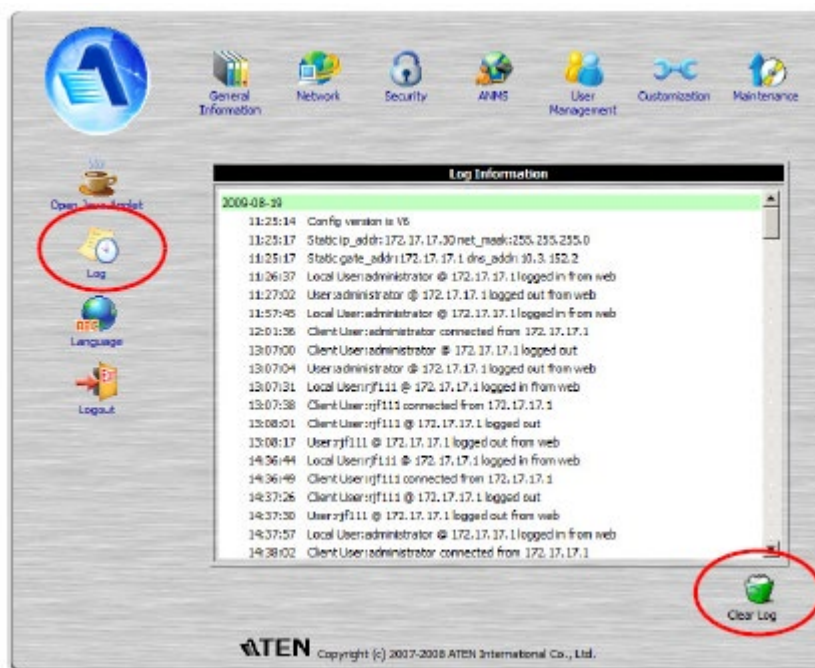 General Information
Network
Security
ANMS
User Management
Customization
Maintenance
Open Java Applet
Log
Language
Logout
Log Information
2009-08-19
11:25:14 Config version is V6
11:25:17 Static ip_addr:172.17.17.30 net_mask:255.255.255.0
11:25:17 Static gate_addr:172.17.17.1 dns_addr:10.3.152.2
11:26:37 Local User:administrator @ 172.17.17.1 logged in from web
11:27:02 User:administrator @ 172.17.17.1 logged out from web
11:57:45 Local User:administrator @ 172.17.17.1 logged in from web
12:01:36 Client User:administrator connected from 172.17.17.1
13:07:00 Client User:administrator @ 172.17.17.1 logged out
13:07:04 User:administrator @ 172.17.17.1 logged out from web
13:07:31 Local User:rjf111 @ 172.17.17.1 logged in from web
13:07:38 Client User:rjf111 connected from 172.17.17.1
13:08:01 Client User:rjf111 @ 172.17.17.1 logged out
13:08:17 User:rjf111 @ 172.17.17.1 logged out from web
14:36:44 Local User:rjf111 @ 172.17.17.1 logged in from web
14:36:49 Client User:rjf111 connected from 172.17.17.1
14:37:26 Client User:rjf111 @ 172.17.17.1 logged out
14:37:30 User:rjf111 @ 172.17.17.1 logged out from web
14:37:57 Local User:administrator @ 172.17.17.1 logged in from web
14:38:02 Client User:administrator connected from 172.17.17.1
Clear Log
ATEN Copyright (c) 2007-2008 ATEN International Co., Ltd.